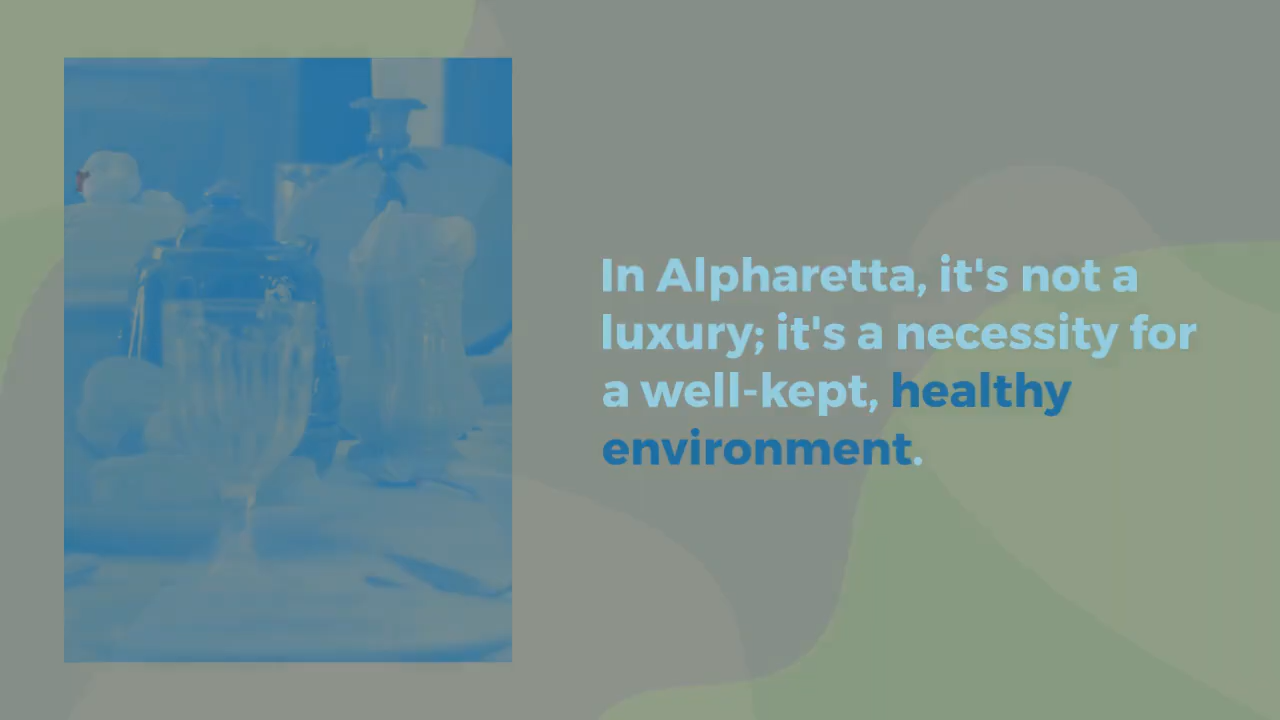 In Alpharetta, it's not a
luxury; it's a necessity for
a well-kept, healthy
environment.